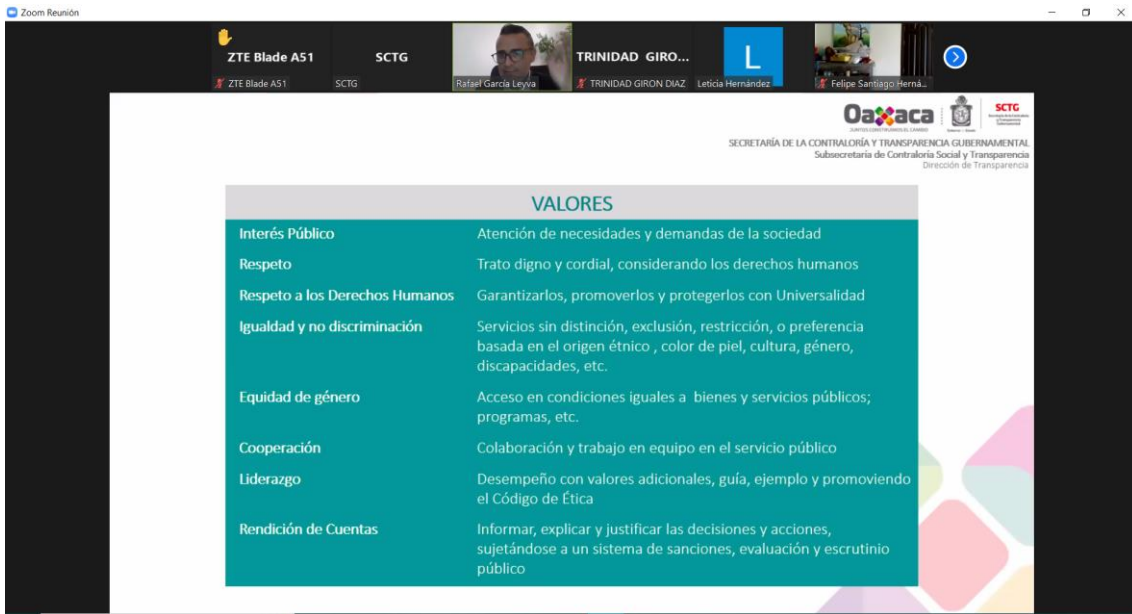 Zoom Reunión
ZTE Blade A51
SCTG
TRINIDAD GIRO...
L
ZTE Blade A51
SCTG
Rafael García Leyva
TRINIDAD GIRON DIAZ
Leticia Hernández
Felipe Santiago Herná...
Oaxaca
JUNTOS CONSTRUIMOS EL CAMBIO
SCTG
SECRETARÍA DE LA CONTRALORÍA Y TRANSPARENCIA GUBERNAMENTAL
Subsecretaría de Contraloría Social y Transparencia
Dirección de Transparencia
VALORES
Interés Público Atención de necesidades y demandas de la sociedad
Respeto Trato digno y cordial, considerando los derechos humanos
Respeto a los Derechos Humanos Garantizarlos, promoverlos y protegerlos con Universalidad
Igualdad y no discriminación Servicios sin distinción, exclusión, restricción, o preferencia
basada en el origen étnico , color de piel, cultura, género,
discapacidades, etc.
Equidad de género Acceso en condiciones iguales a bienes y servicios públicos;
programas, etc.
Cooperación Colaboración y trabajo en equipo en el servicio público
Liderazgo Desempeño con valores adicionales, guía, ejemplo y promoviendo
el Código de Ética
Rendición de Cuentas Informar, explicar y justificar las decisiones y acciones,
sujetándose a un sistema de sanciones, evaluación y escrutinio
público